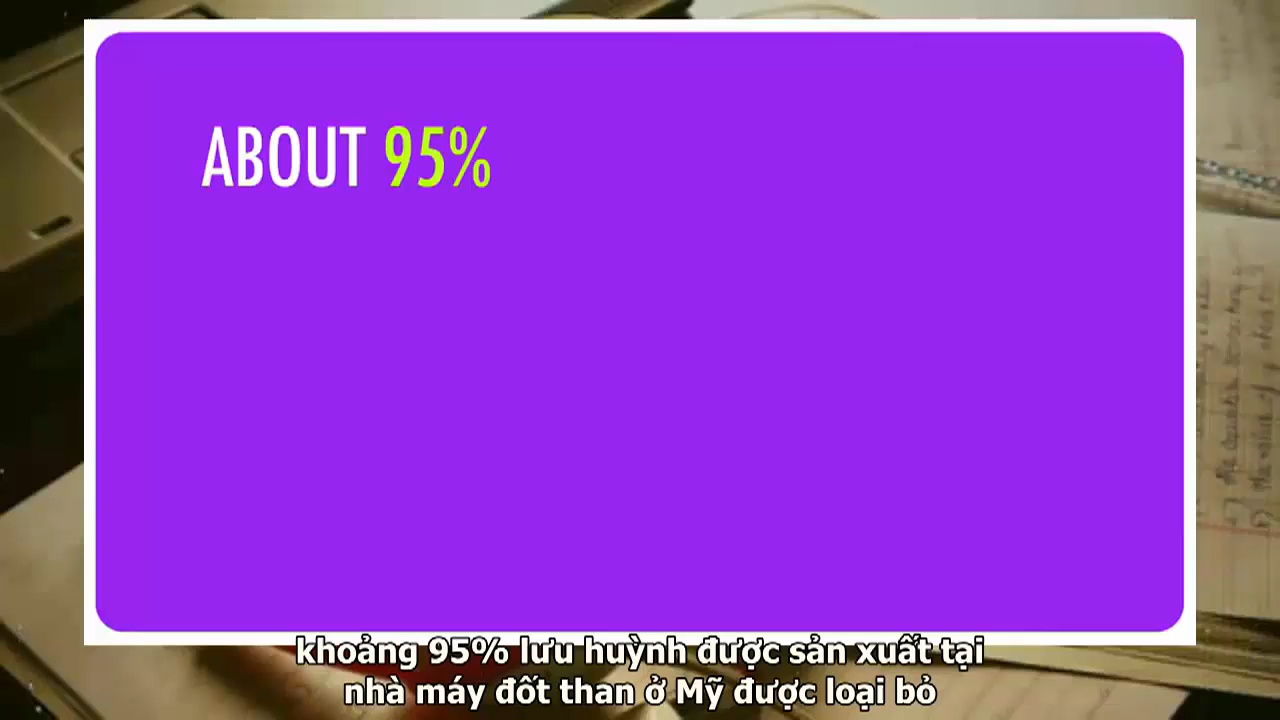 ABOUT 95%
khoảng 95% lưu huỳnh được sản xuất tại
nhà máy đốt than ở Mỹ được loại bỏ